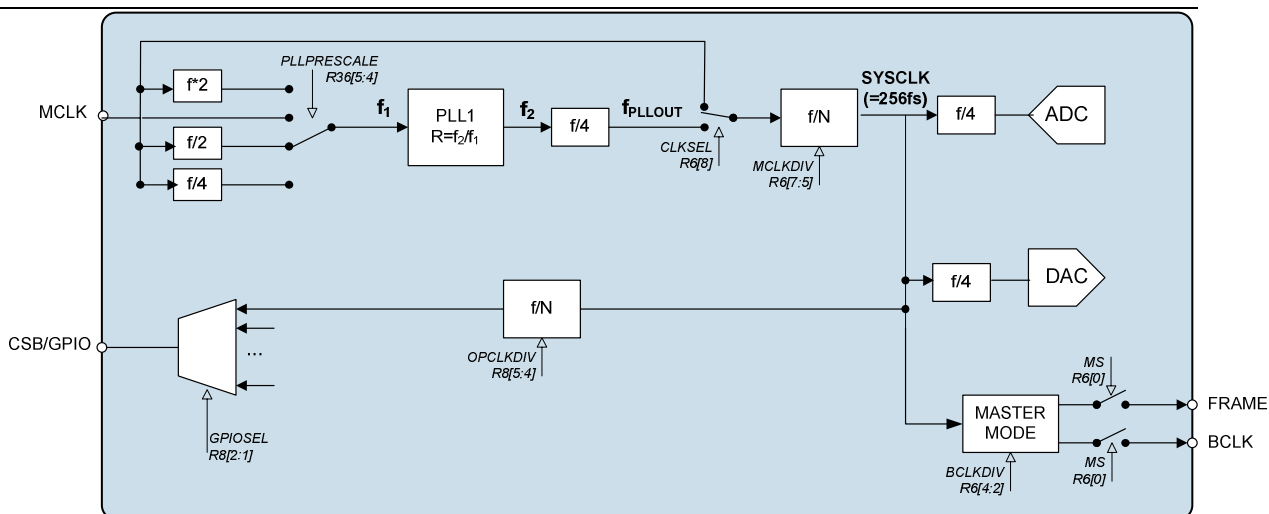 PLLPRESCALE
R36[5:4]
f*2
MCLK
f1
PLL1
R=f2/f1
f2
f/4
fPLLOUT
CLKSEL
R6[8]
f/N
MCLKDIV
R6[7:5]
SYSCLK
(=256fs)
f/4
ADC
f/2
f/4
f/4
DAC
CSB/GPIO
...
GPIOSEL
R8[2:1]
f/N
OPCLKDIV
R8[5:4]
MASTER
MODE
BCLKDIV
R6[4:2]
MS
R6[0]
FRAME
BCLK
MS
R6[0]